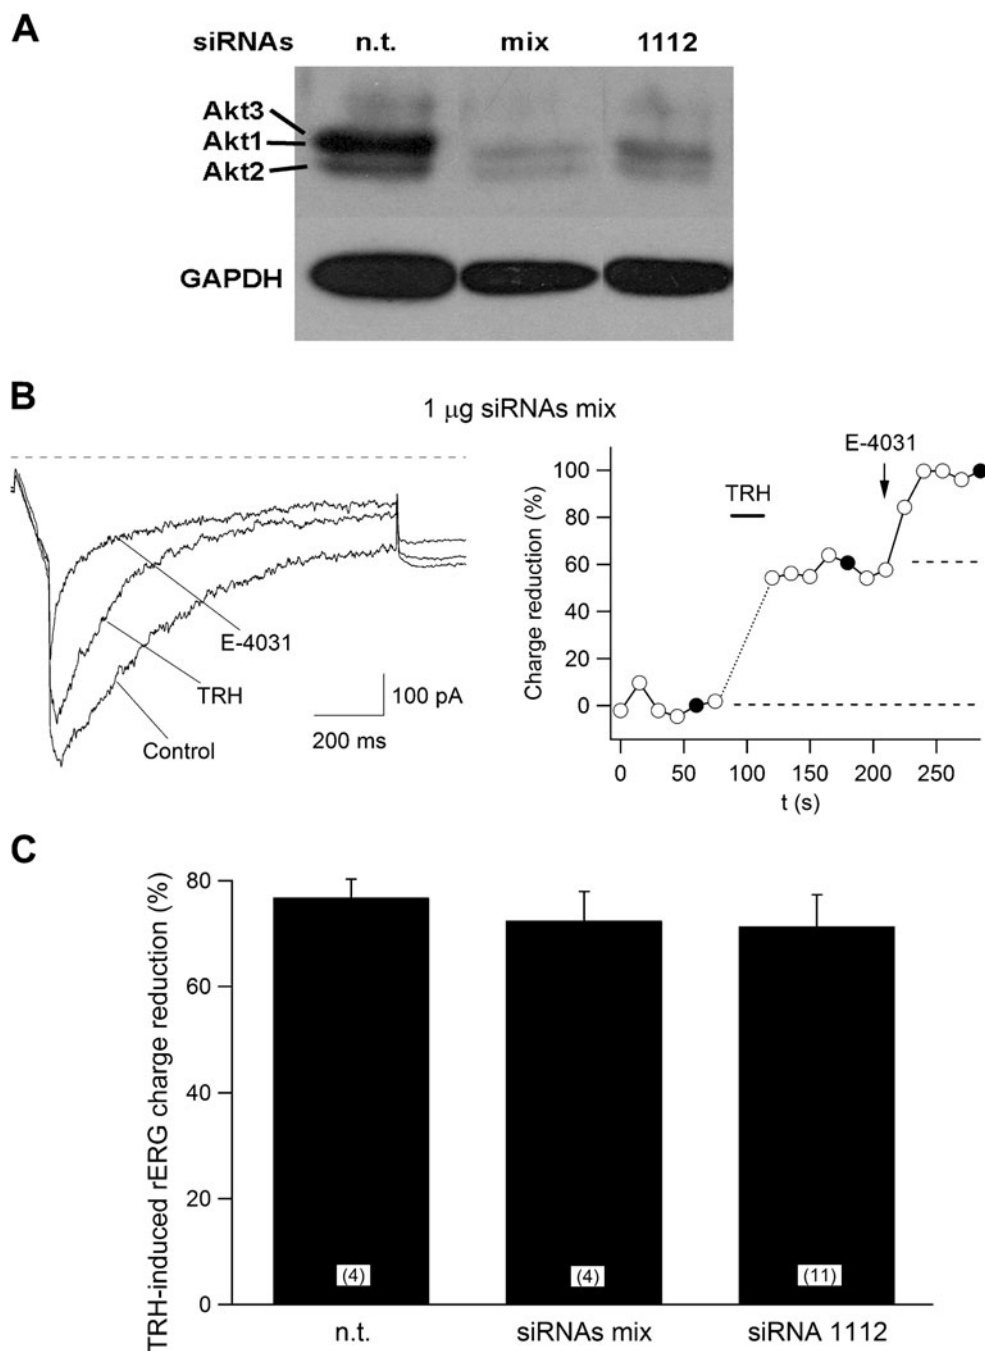 A
siRNAs n.t. mix 1112
Akt3
Akt1
Akt2
GAPDH
B
1 μg siRNAs mix
E-4031
TRH
Control
100 pA
200 ms
E-4031
TRH
Charge reduction (%)
100
80
60
40
20
0
0 50 100 150 200 250
t (s)
C
TRH-induced rERG charge reduction (%)
80
60
40
20
0
(4) (4) (11)
n.t. siRNAs mix siRNA 1112